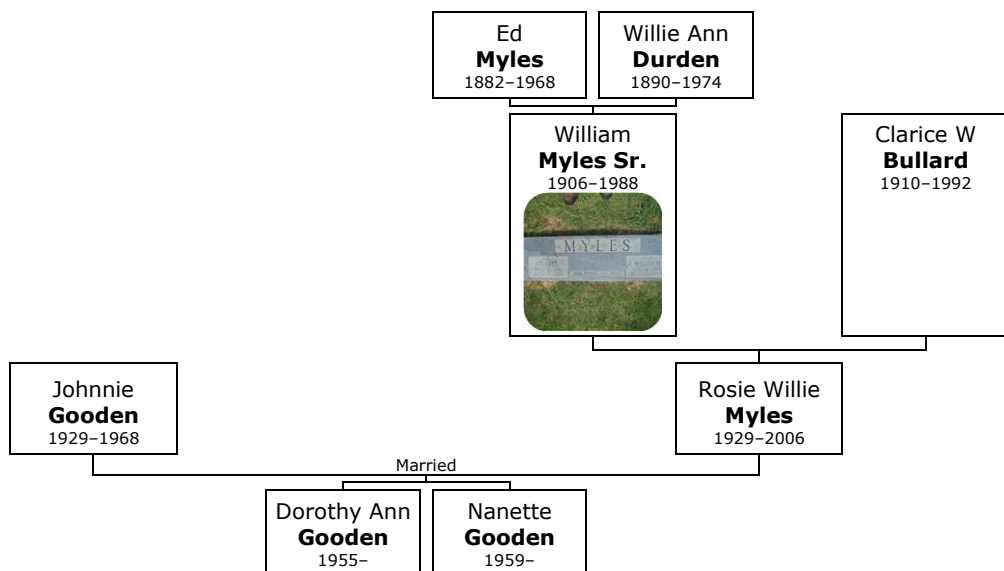 Ed
Myles
1882–1968
Willie Ann
Durden
1890–1974
William
Myles Sr.
1906–1988
MYLES
Clarice W
Bullard
1910–1992
Johnnie
Gooden
1929–1968
Rosie Willie
Myles
1929–2006
Married
Dorothy Ann
Gooden
1955–
Nanette
Gooden
1959–